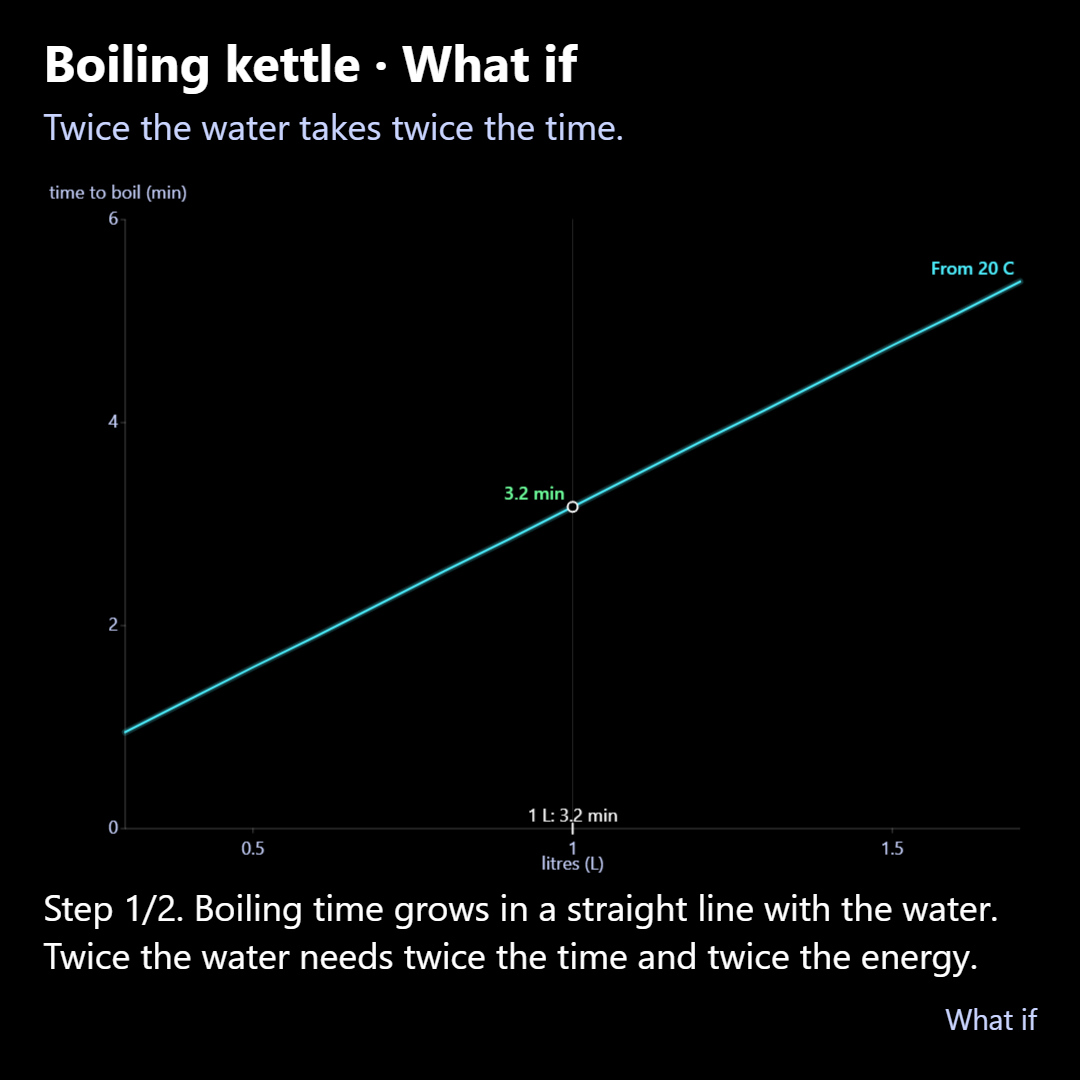 Boiling kettle · What if
Twice the water takes twice the time.
time to boil (min)
6
From 20 C
4
3.2 min
2
1 L: 3.2 min
0
0.5
1
1.5
litres (L)
Step 1/2. Boiling time grows in a straight line with the water.
Twice the water needs twice the time and twice the energy.
What if